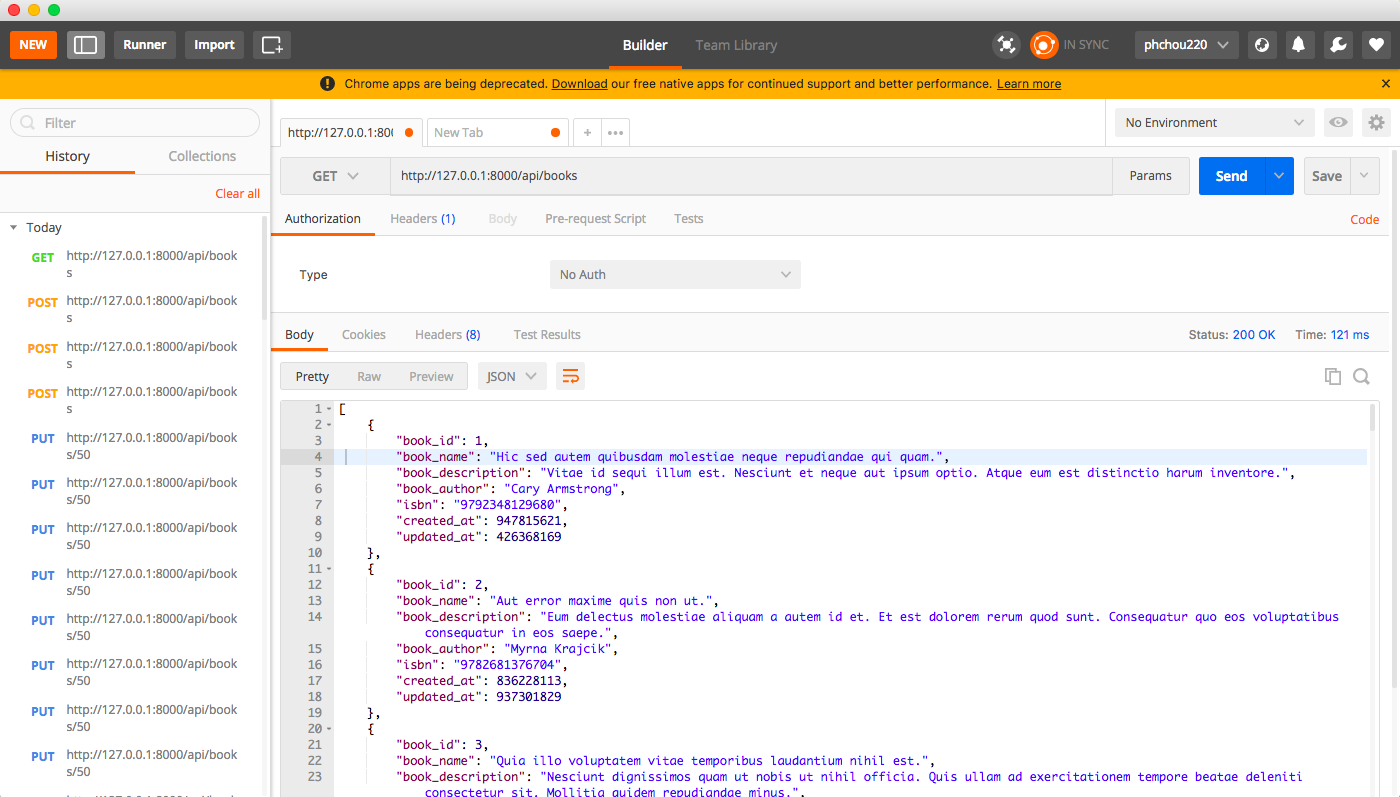 NEW Runner Import Builder Team Library IN SYNC phchou220
Chrome apps are being deprecated. Download our free native apps for continued support and better performance. Learn more
Filter
History Collections
Clear all
Today
GET http://127.0.0.1:8000/api/book
s
POST http://127.0.0.1:8000/api/book
s
POST http://127.0.0.1:8000/api/book
s
POST http://127.0.0.1:8000/api/book
s
PUT http://127.0.0.1:8000/api/book
s/50
PUT http://127.0.0.1:8000/api/book
s/50
PUT http://127.0.0.1:8000/api/book
s/50
PUT http://127.0.0.1:8000/api/book
s/50
PUT http://127.0.0.1:8000/api/book
s/50
PUT http://127.0.0.1:8000/api/book
s/50
PUT http://127.0.0.1:8000/api/book
s/50
PUT http://127.0.0.1:8000/api/book
s/50
http://127.0.0.1:800 New Tab + ••• No Environment
GET http://127.0.0.1:8000/api/books Params Send Save
Authorization Headers (1) Body Pre-request Script Tests Code
Type No Auth
Body Cookies Headers (8) Test Results Status: 200 OK Time: 121 ms
Pretty Raw Preview JSON
1 [
2 {
3 "book_id": 1,
4 "book_name": "Hic sed autem quibusdam molestiae neque repudiandae qui quam.",
5 "book_description": "Vitae id sequi illum est. Nesciunt et neque aut ipsum optio. Atque eum est distinctio harum inventore.",
6 "book_author": "Cary Armstrong",
7 "isbn": "9792348129680",
8 "created_at": 947815621,
9 "updated_at": 426368169
10 },
11 {
12 "book_id": 2,
13 "book_name": "Aut error maxime quis non ut.",
14 "book_description": "Eum delectus molestiae aliquam a autem id et. Et est dolorem rerum quod sunt. Consequatur quo eos voluptatibus
consequatur in eos saepe.",
15 "book_author": "Myrna Krajcik",
16 "isbn": "9782681376704",
17 "created_at": 836228113,
18 "updated_at": 937301829
19 },
20 {
21 "book_id": 3,
22 "book_name": "Quia illo voluptatem vitae temporibus laudantium nihil est.",
23 "book_description": "Nesciunt dignissimos quam ut nobis ut nihil officia. Quis ullam ad exercitationem tempore beatae deleniti
consectetur sit. Mollitia quidem repudiandae minus.",